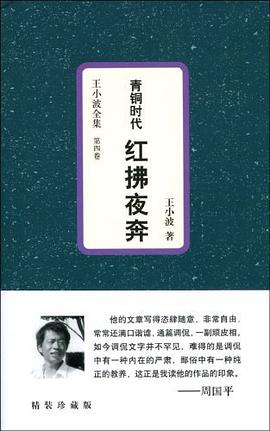 青铜时代
红拂夜奔
王小波全集 第四卷
王小波 著
他的文章写得恣肆随意，非常自由，
常常还满口诙谑，通篇调侃，一副顽皮相。
如今调侃文字并不罕见，难得的是调侃
中有一种内在的严肃，鄙俗中有一种纯
正的教养，这正是我读他的作品的印象。
——周国平
精装珍藏版